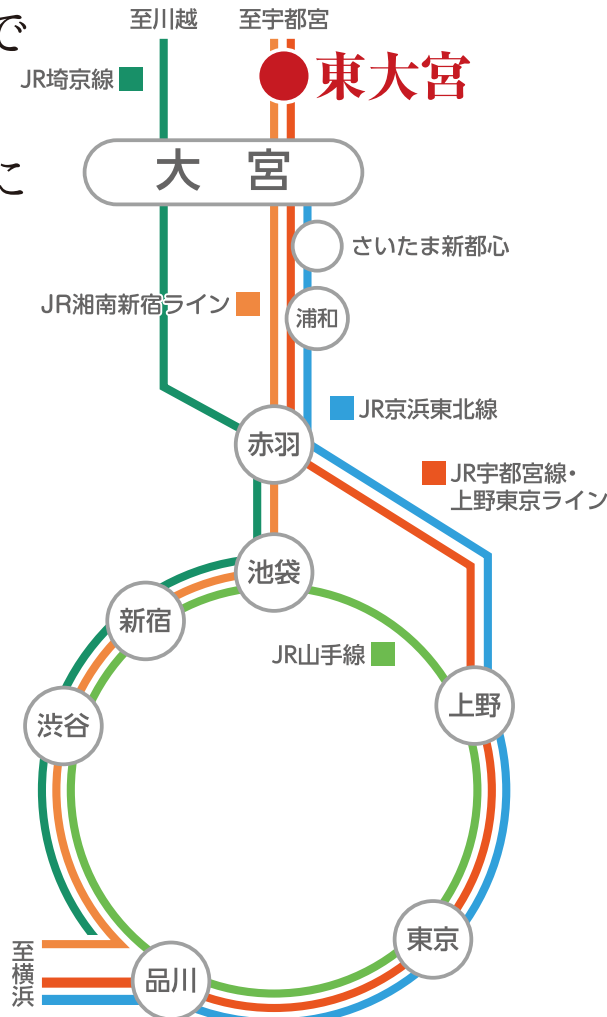 で
こ
至川越
至宇都宮
JR埼京線
東大宮
大宮
さいたま新都心
JR湘南新宿ライン
浦和
JR京浜東北線
赤羽
JR宇都宮線・
上野東京ライン
池袋
新宿
JR山手線
上野
渋谷
東京
至横浜
品川